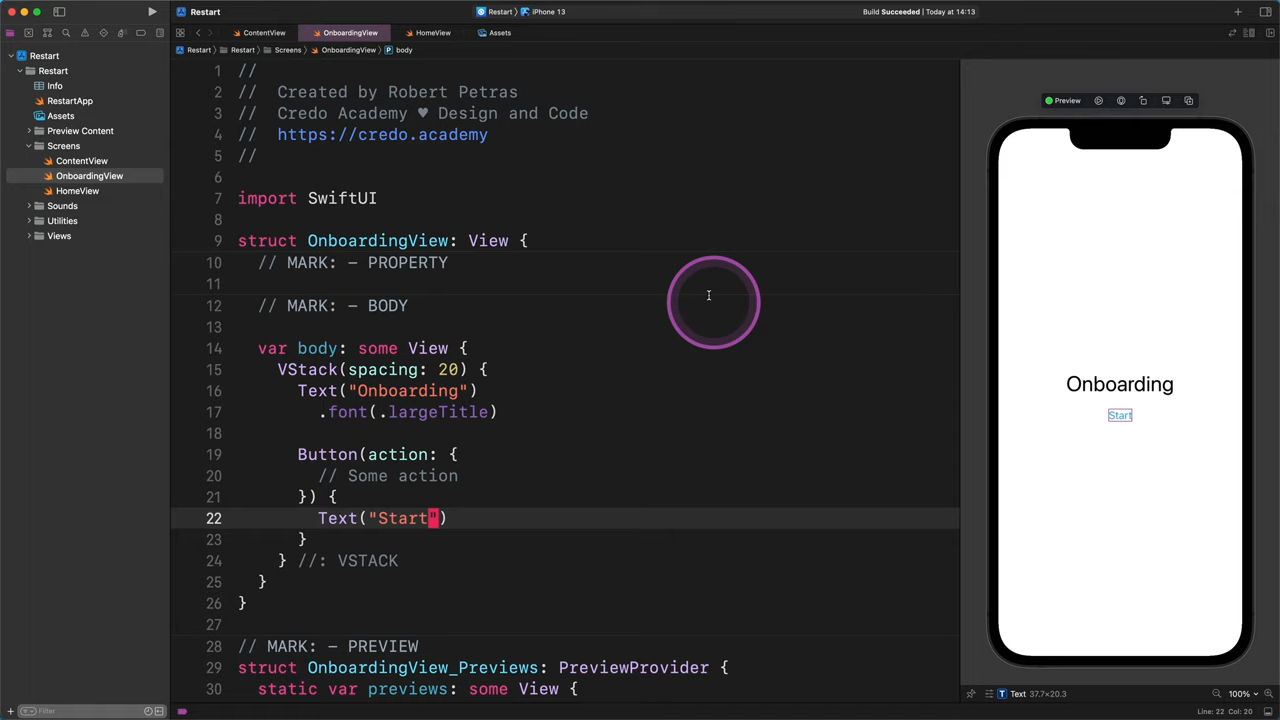 Restart
Restart
iPhone 13
Build Succeeded | Today at 14:13
ContentView
OnboardingView
HomeView
Assets
Restart
Restart
Screens
OnboardingView
body
Restart
Restart
Info
RestartApp
Assets
Preview Content
Screens
ContentView
OnboardingView
HomeView
Sounds
Utilities
Views
1 //
2 // Created by Robert Petras
3 // Credo Academy ♥ Design and Code
4 // https://credo.academy
5 //
6
7 import SwiftUI
8
9 struct OnboardingView: View {
10 // MARK: - PROPERTY
11
12 // MARK: - BODY
13
14 var body: some View {
15 VStack(spacing: 20) {
16 Text("Onboarding")
17 .font(.largeTitle)
18
19 Button(action: {
20 // Some action
21 }) {
22 Text("Start")
23 }
24 } //: VSTACK
25 }
26 }
27
28 // MARK: - PREVIEW
29 struct OnboardingView_Previews: PreviewProvider {
30 static var previews: some View {
Preview
Onboarding
Start
Filter
Text 37.7×20.3
100%
Line: 22 Col: 20